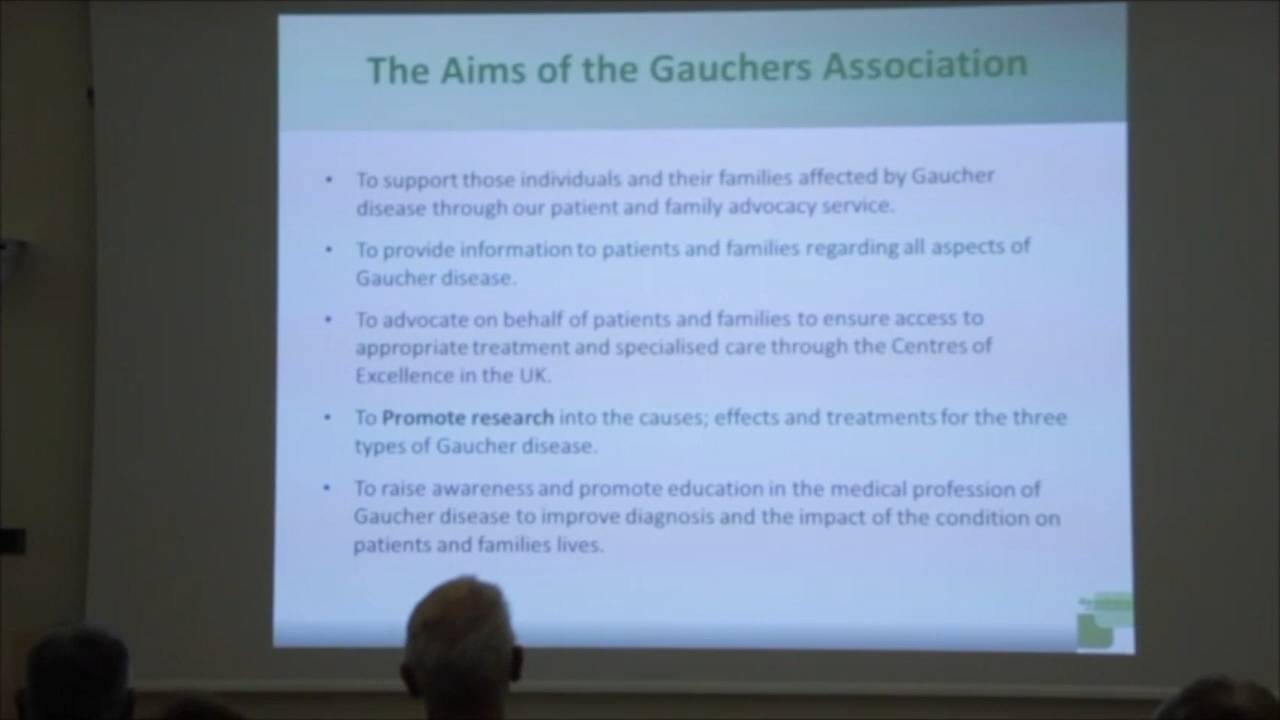 The Aims of the Gauchers Association
• To support those individuals and their families affected by Gaucher
disease through our patient and family advocacy service.
• To provide information to patients and families regarding all aspects of
Gaucher disease.
• To advocate on behalf of patients and families to ensure access to
appropriate treatment and specialised care through the Centres of
Excellence in the UK.
• To Promote research into the causes; effects and treatments for the three
types of Gaucher disease.
• To raise awareness and promote education in the medical profession of
Gaucher disease to improve diagnosis and the impact of the condition on
patients and families lives.